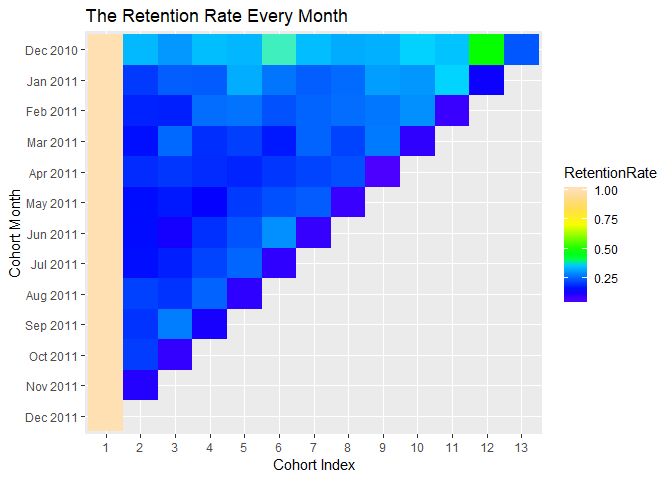 The Retention Rate Every Month
Cohort Month
Dec 2010
Jan 2011
Feb 2011
Mar 2011
Apr 2011
May 2011
Jun 2011
Jul 2011
Aug 2011
Sep 2011
Oct 2011
Nov 2011
Dec 2011
1 2 3 4 5 6 7 8 9 10 11 12 13
Cohort Index
RetentionRate
1.00
0.75
0.50
0.25